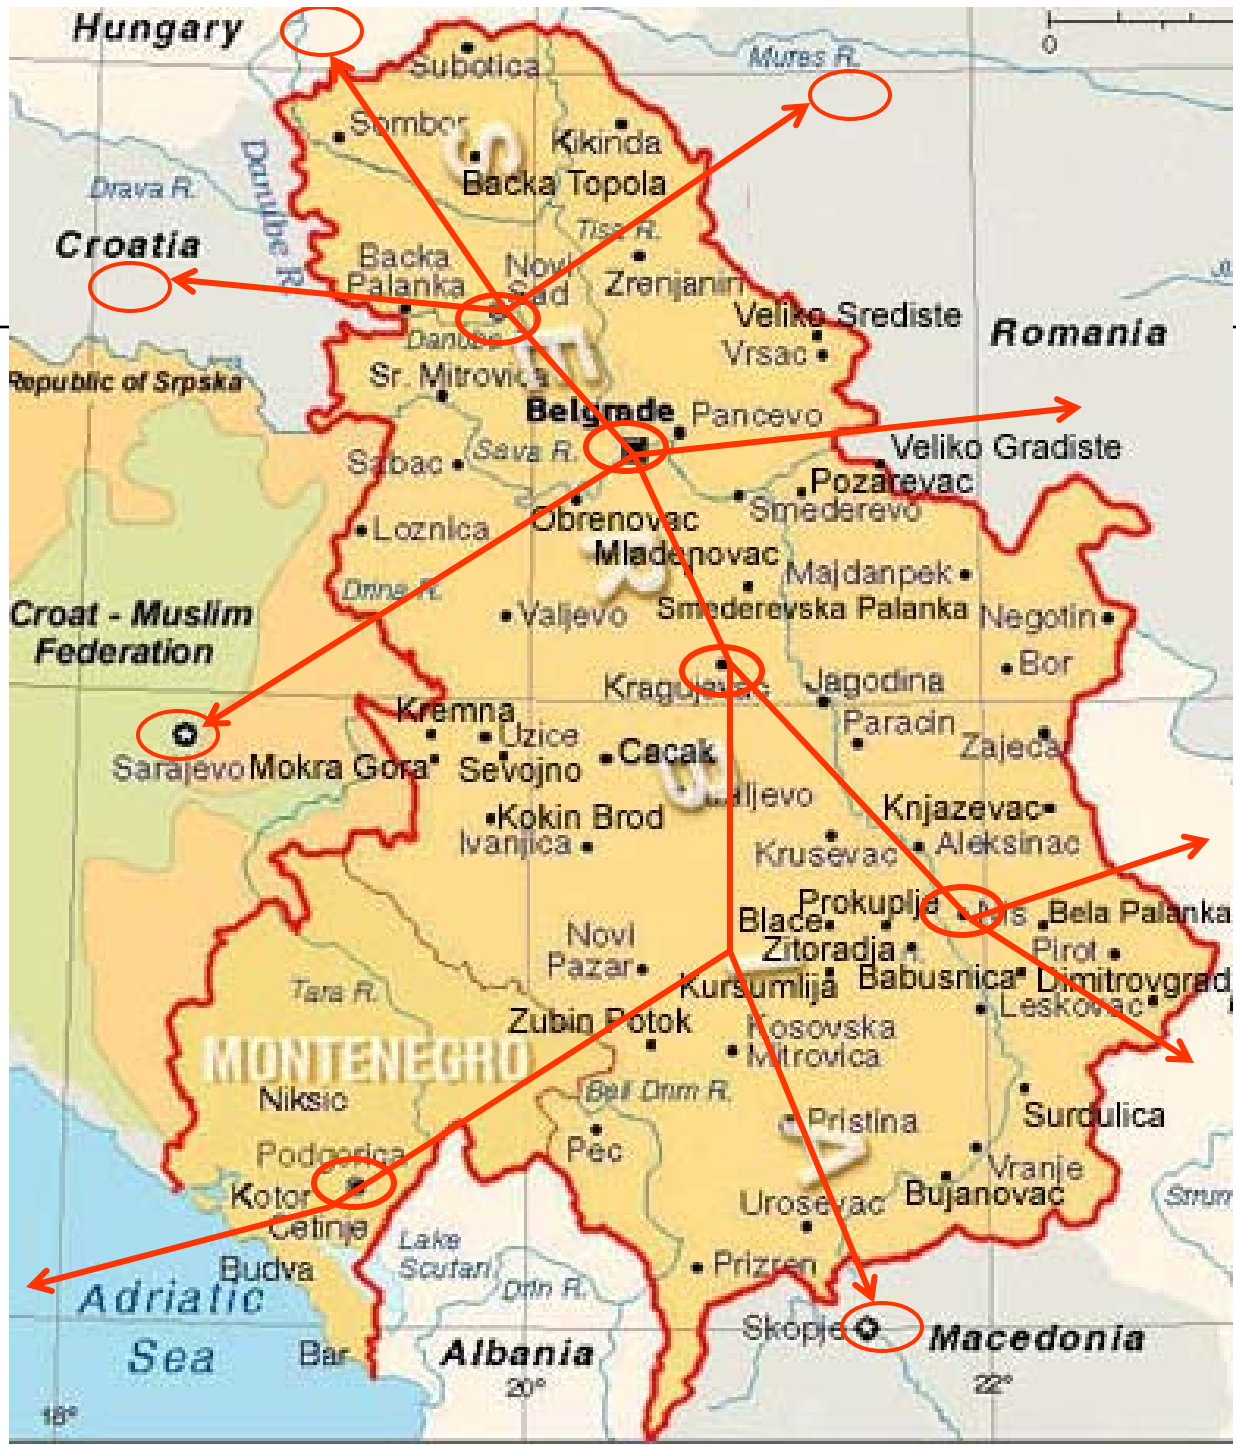 Hungary
0
Subotica
Mures R.
Sombor
S
Kikinda
Backa Topola
Drava R.
Danube R.
Tisa R.
Croatia
Backa
Palanka
Novi
Sad
Zrenjanin
Veliko Srediste
Romania
Danube
E
Vrsac
Republic of Srpska
Sr. Mitrovica
Belgrade
Pancevo
Sava R.
Veliko Gradiste
Sabac
Pozarevac
Smederevo
Obrenovac
Loznica
Mladenovac
R
Majdanpek
Drina R.
Croat - Muslim
Federation
Valjevo
Smederevska Palanka
Negotin
Bor
Kragujevac
Jagodina
Kremna
Uzice
Paracin
Zajeca
Cacak
Sarajevo
Mokra Gora
Sevojno
B
Kokin Brod
Knjazevac
Ivanjica
Krusevac
Aleksinac
Prokuplje
Blace
Nis
Bela Palanka
Novi
Pazar
Zitoradja
R.
Pirot
I
Kursumlija
Babusnica
Dimitrovgrad
Tara R.
Leskovac
Zubin Potok
Kosovska
Mitrovica
MONTENEGRO
Niksic
Beli Drim R.
Pristina
Surdulica
A
Pec
Podgorica
Vranje
Kotor
Bujanovac
Cetinje
Urosevac
Lake
Scutari
Budva
Prizren
Drin R.
Adriatic
Sea
Skopje
Macedonia
Bar
Albania
18°
20°
22°